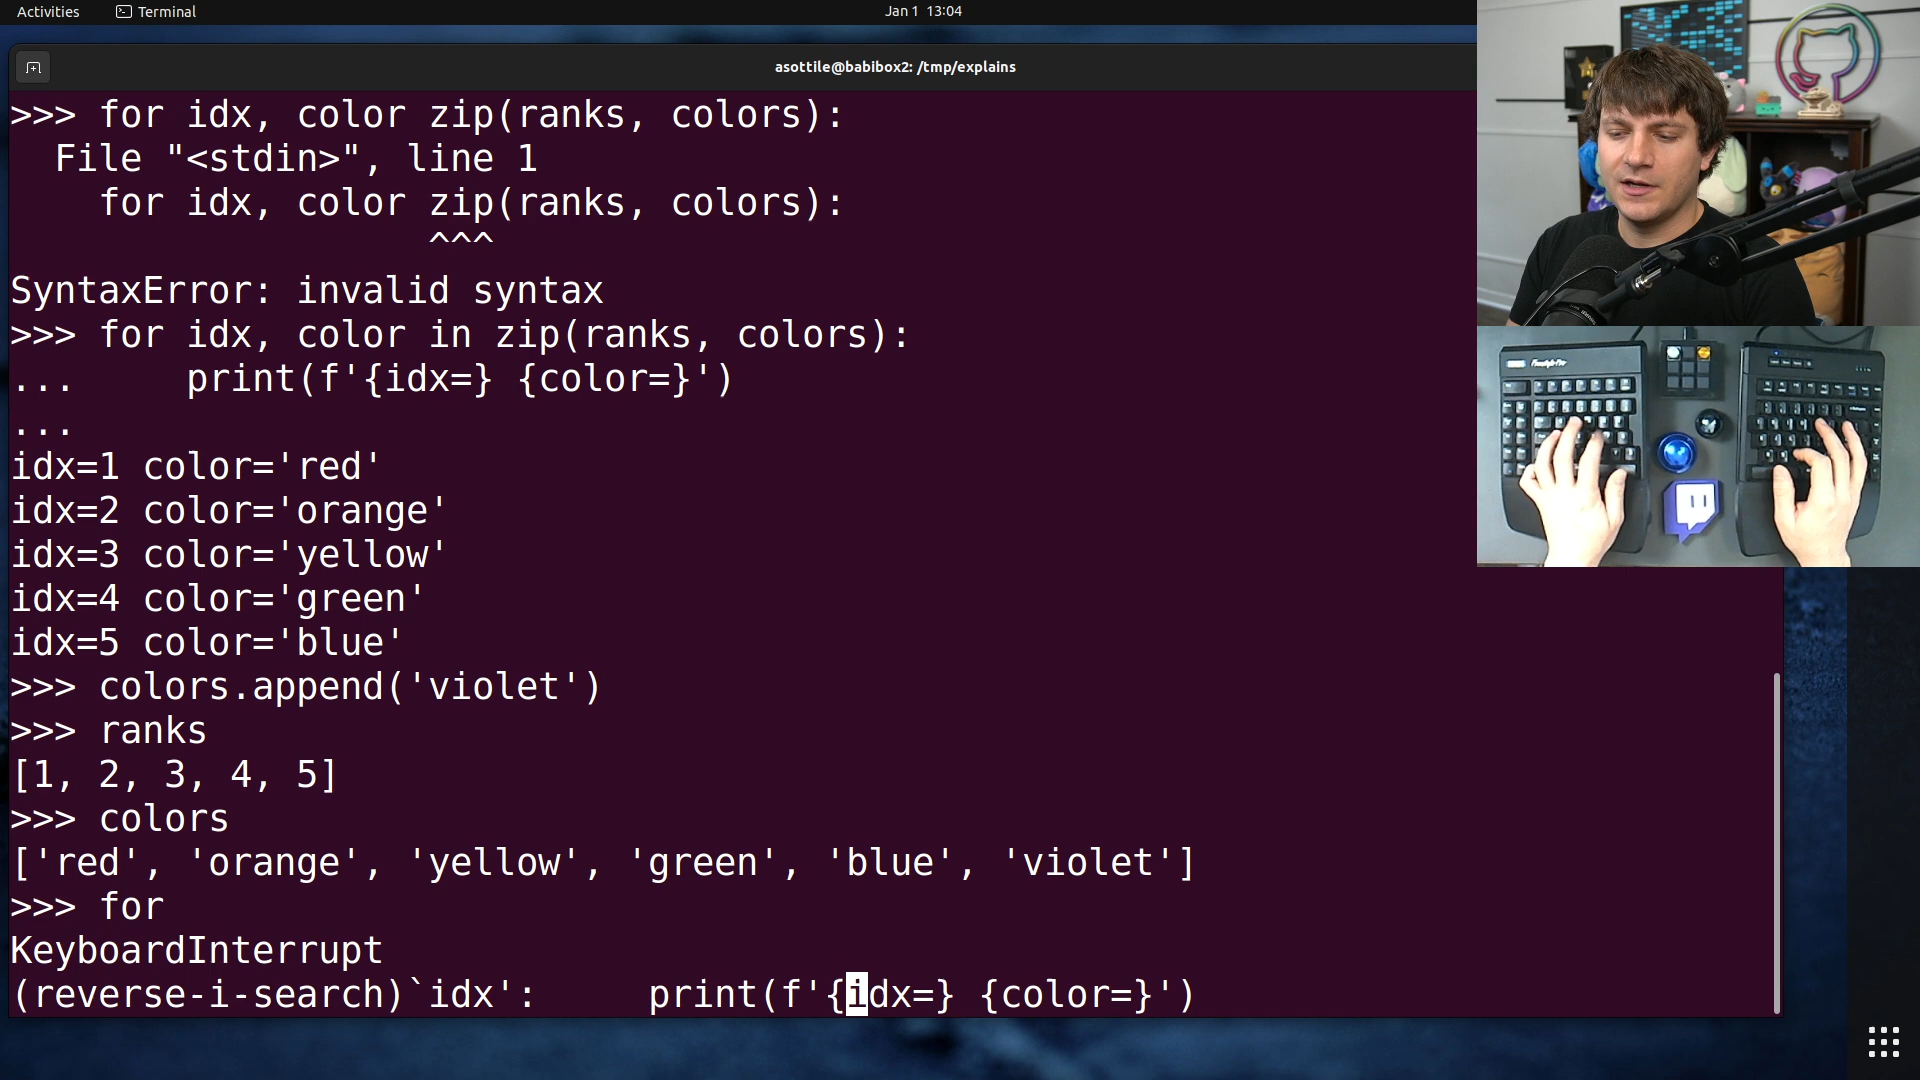 Activities
Terminal
Jan 1 13:04
asottile@babibox2: /tmp/explains
>>> for idx, color zip(ranks, colors):
  File "<stdin>", line 1
    for idx, color zip(ranks, colors):
                   ^^^
SyntaxError: invalid syntax
>>> for idx, color in zip(ranks, colors):
...     print(f'{idx=} {color=}')
...
idx=1 color='red'
idx=2 color='orange'
idx=3 color='yellow'
idx=4 color='green'
idx=5 color='blue'
>>> colors.append('violet')
>>> ranks
[1, 2, 3, 4, 5]
>>> colors
['red', 'orange', 'yellow', 'green', 'blue', 'violet']
>>> for
KeyboardInterrupt
(reverse-i-search)`idx':     print(f'{idx=} {color=}')